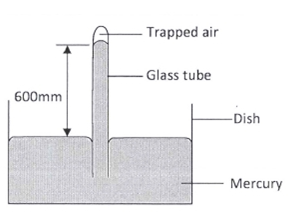 Trapped air
Glass tube
600mm
Dish
Mercury